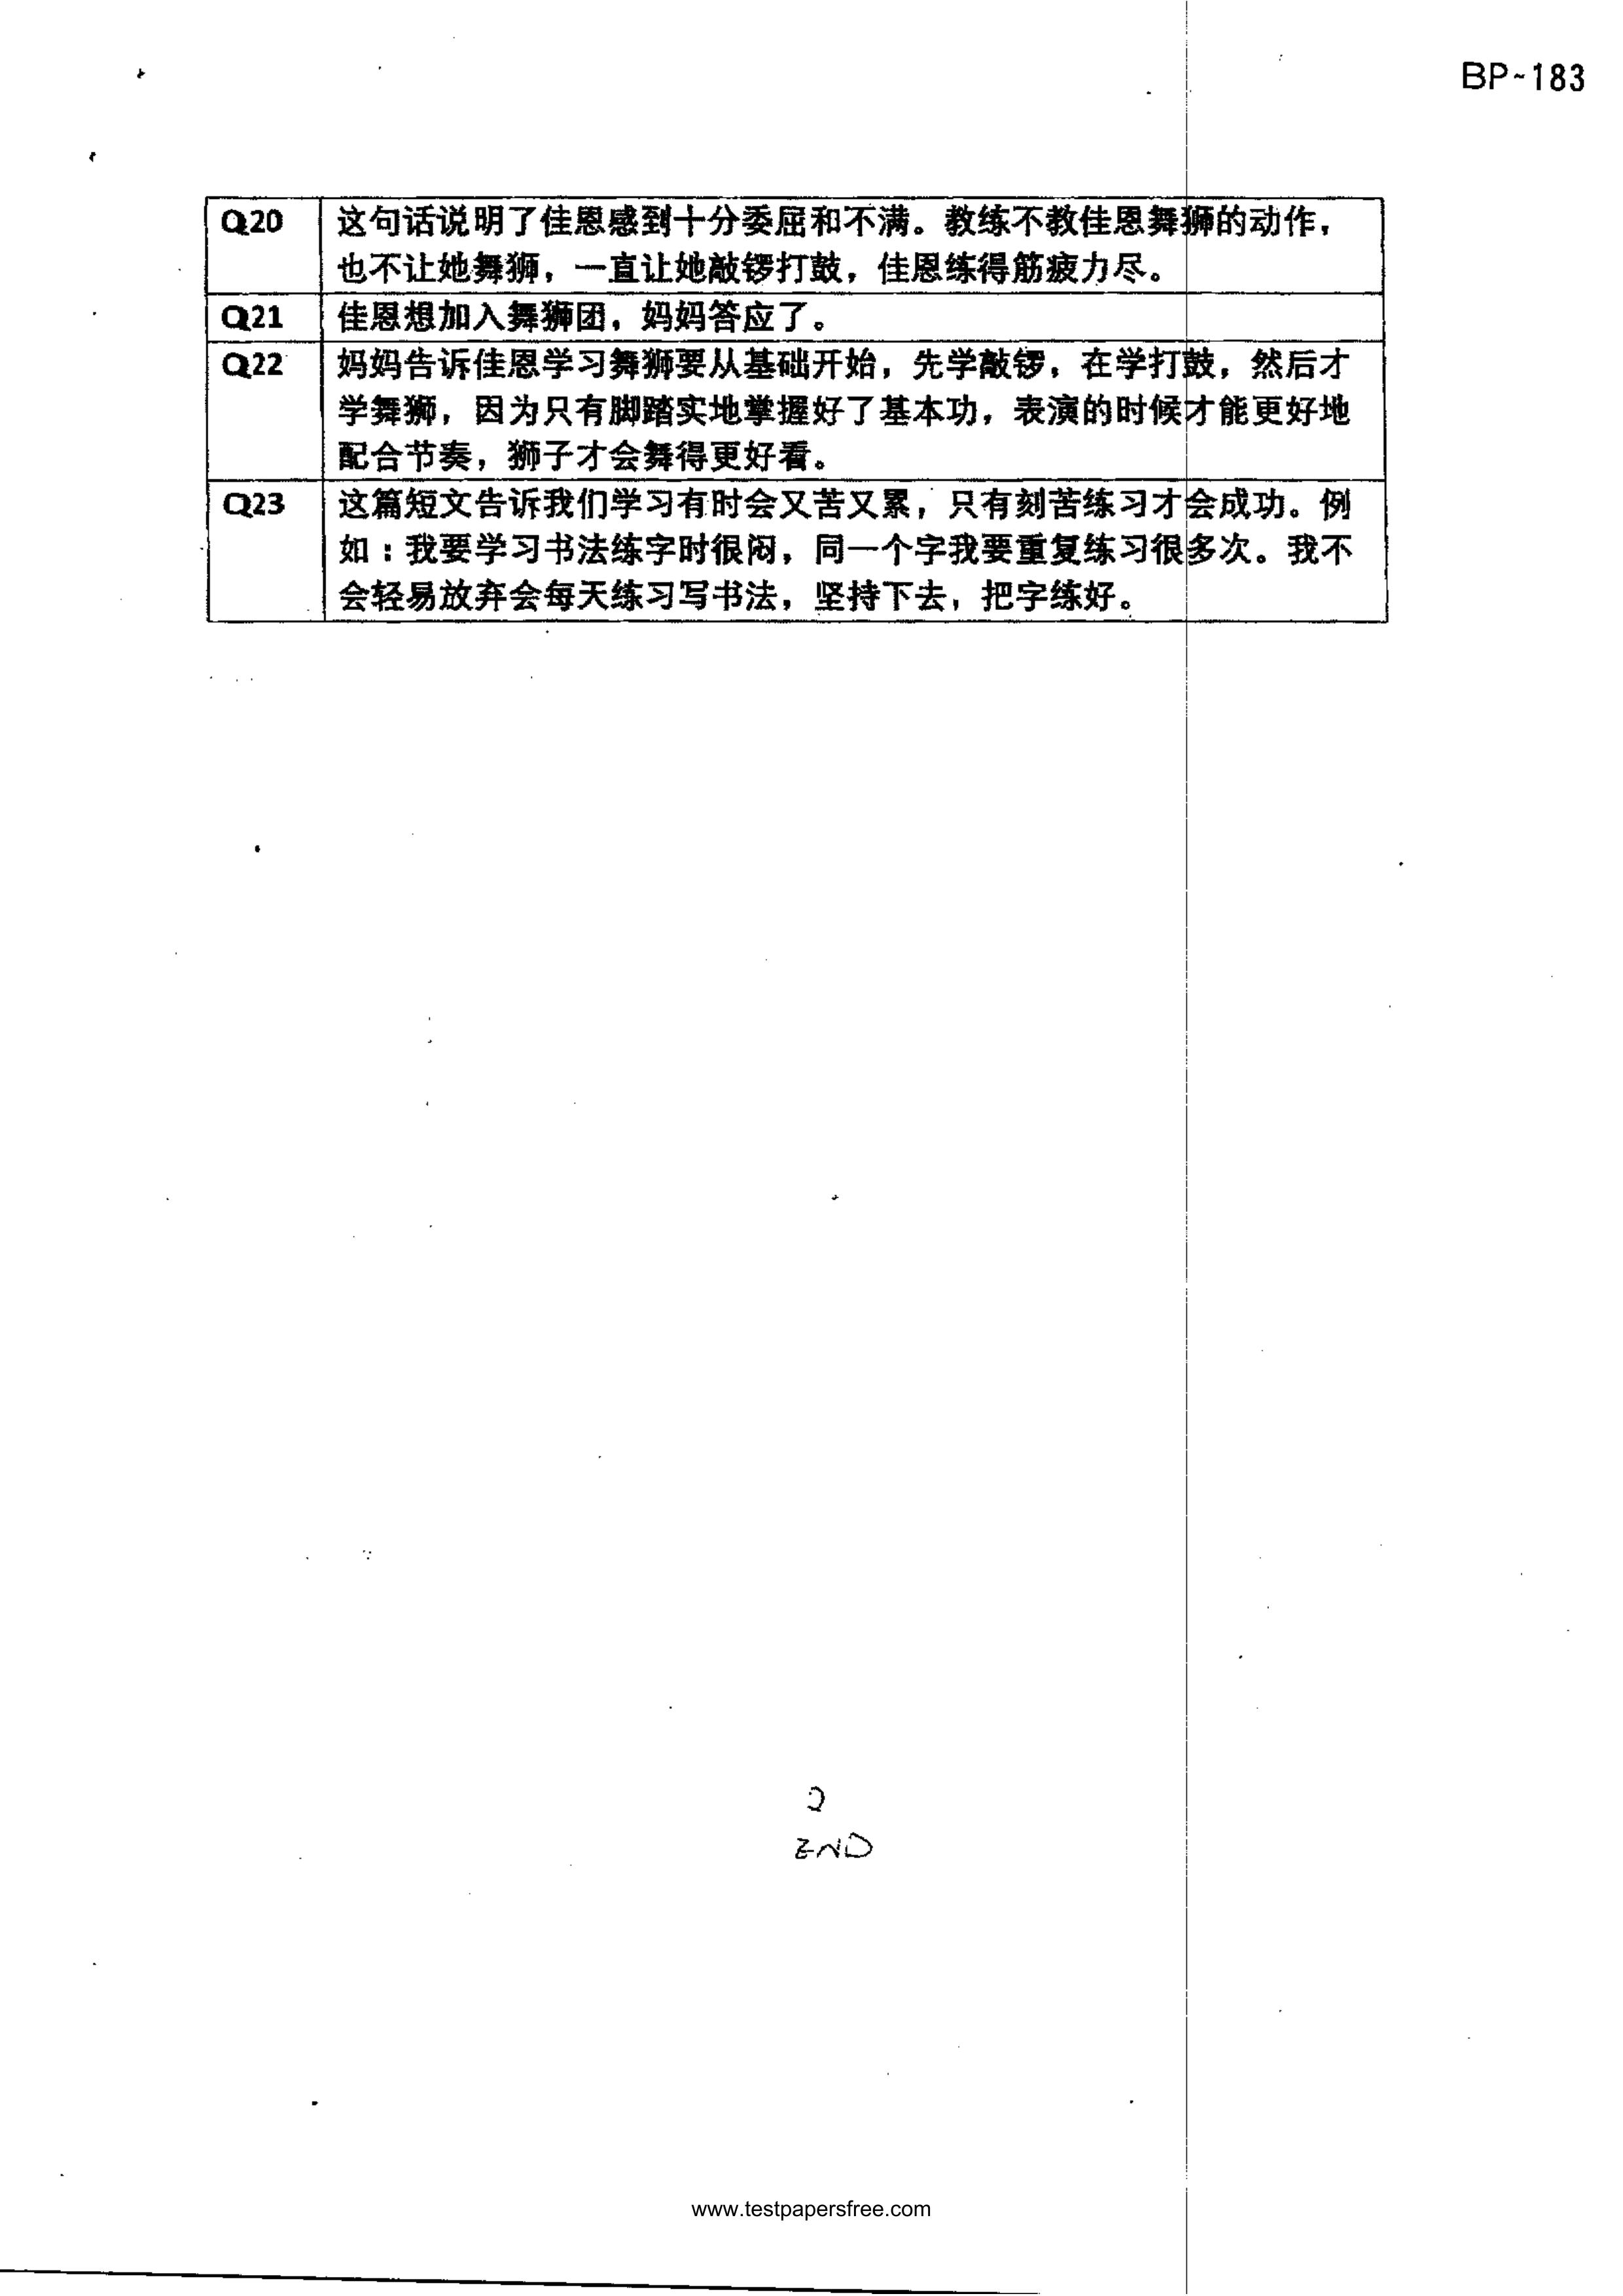 BP~183
Q20 这句话说明了佳恩感到十分委屈和不满。教练不教佳恩舞狮的动作，
也不让她舞狮，一直让她敲锣打鼓，佳恩练得筋疲力尽。
Q21 佳恩想加入舞狮团，妈妈答应了。
Q22 妈妈告诉佳恩学习舞狮要从基础开始，先学敲锣，在学打鼓，然后才
学舞狮，因为只有脚踏实地掌握好了基本功，表演的时候才能更好地
配合节奏，狮子才会舞得更好看。
Q23 这篇短文告诉我们学习有时会又苦又累，只有刻苦练习才会成功。例
如：我要学习书法练字时很闷，同一个字我要重复练习很多次。我不
会轻易放弃会每天练习写书法，坚持下去，把字练好。
END
www.testpapersfree.com